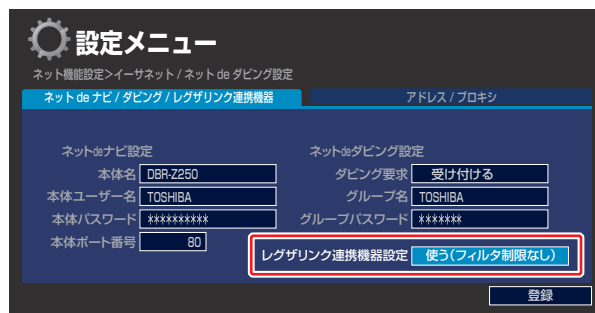 設定メニュー
ネット機能設定>イーサネット / ネット de ダビング設定
ネット de ナビ / ダビング / レグザリンク連携機器
アドレス / プロキシ
ネットdeナビ設定
本体名 DBR-Z250
本体ユーザー名 TOSHIBA
本体パスワード **********
本体ポート番号 80
ネットdeダビング設定
ダビング要求 受け付ける
グループ名 TOSHIBA
グループパスワード *******
レグザリンク連携機器設定 使う(フィルタ制限なし)
登録